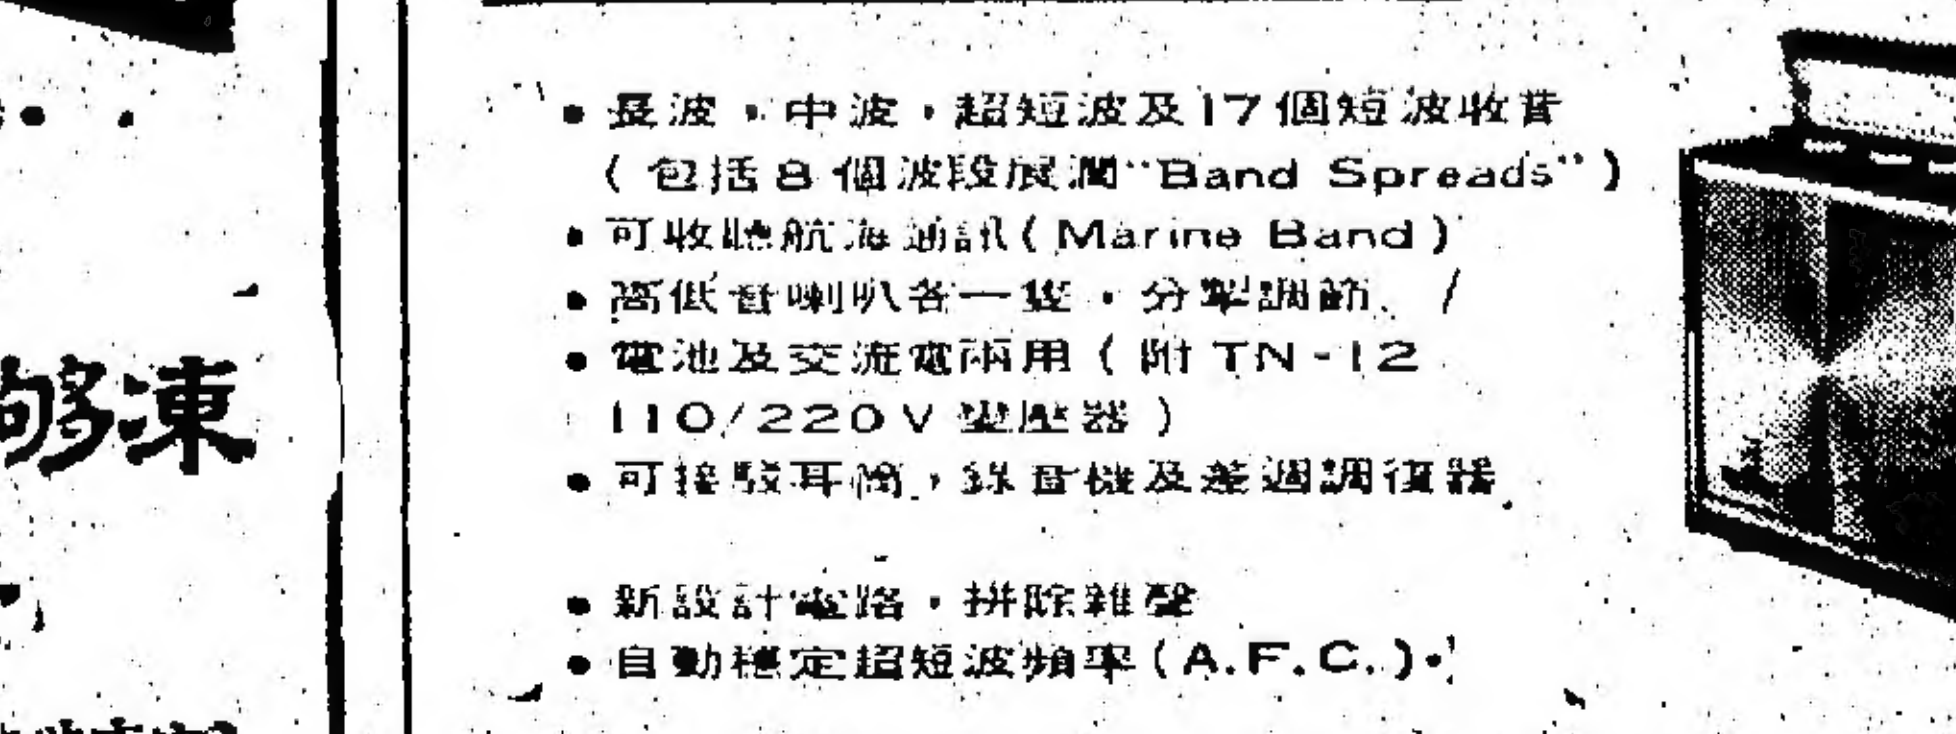 • 長波，中波，超短波及17個短波收音
(包括8個波段展濶"Band Spreads")
• 可收聽航海通訊(Marine Band)
• 高低音喇叭各一隻，分掣調節
• 電池及交流電兩用(附TN-12
110/220V變壓器)
• 可接駁耳筒，錄音機及差週調復器
• 新設計電路，拼除雜聲
• 自動穩定超短波頻率(A.F.C.)•
够凍